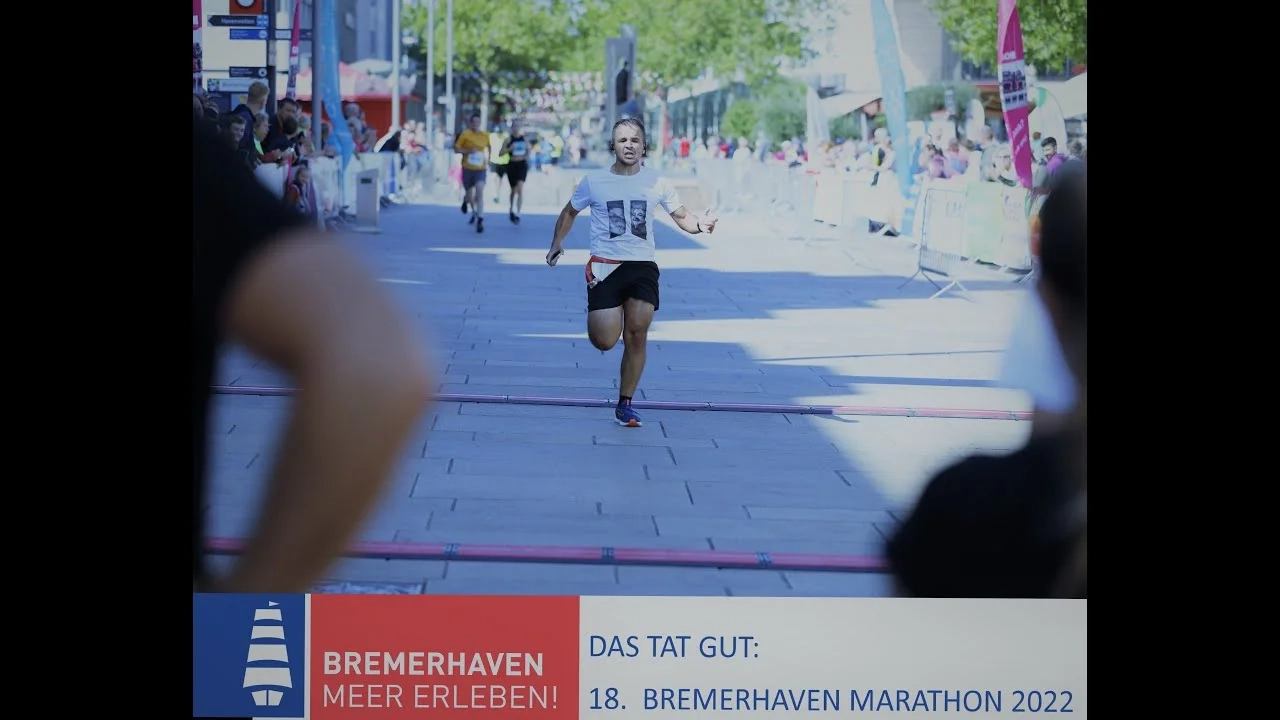 BREMERHAVEN
MEER ERLEBEN!
DAS TAT GUT:
18. BREMERHAVEN MARATHON 2022